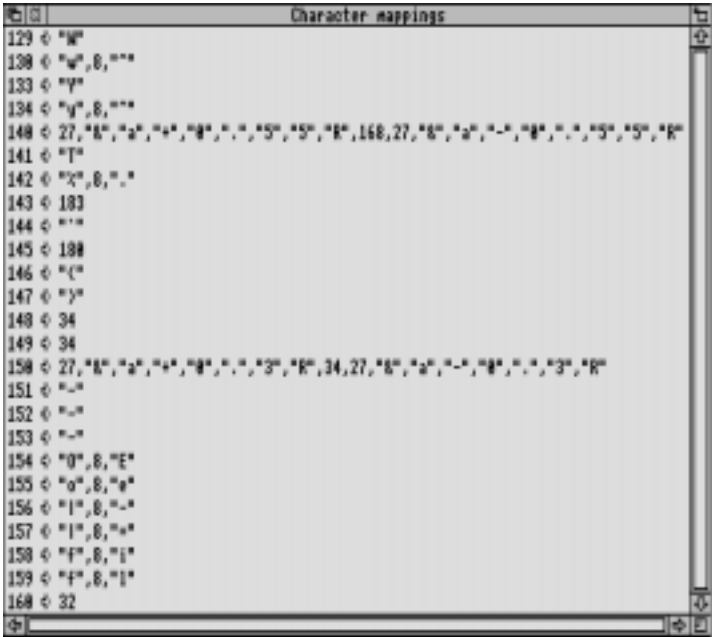 Character mappings
129 ⇨ "W"
130 ⇨ "w",8,"^"
133 ⇨ "Y"
134 ⇨ "y",8,"^"
140 ⇨ 27,"&","a","+","0",".","5","5","R",168,27,"&","a","-","0",".","5","5","R"
141 ⇨ "T"
142 ⇨ "%",8,"."
143 ⇨ 183
144 ⇨ "`"
145 ⇨ 180
146 ⇨ "<"
147 ⇨ ">"
148 ⇨ 34
149 ⇨ 34
150 ⇨ 27,"&","a","+","0",".","3","R",34,27,"&","a","-","0",".","3","R"
151 ⇨ "-"
152 ⇨ "-"
153 ⇨ "-"
154 ⇨ "O",8,"E"
155 ⇨ "o",8,"e"
156 ⇨ "|",8,"-"
157 ⇨ "|",8,"="
158 ⇨ "f",8,"i"
159 ⇨ "f",8,"l"
160 ⇨ 32